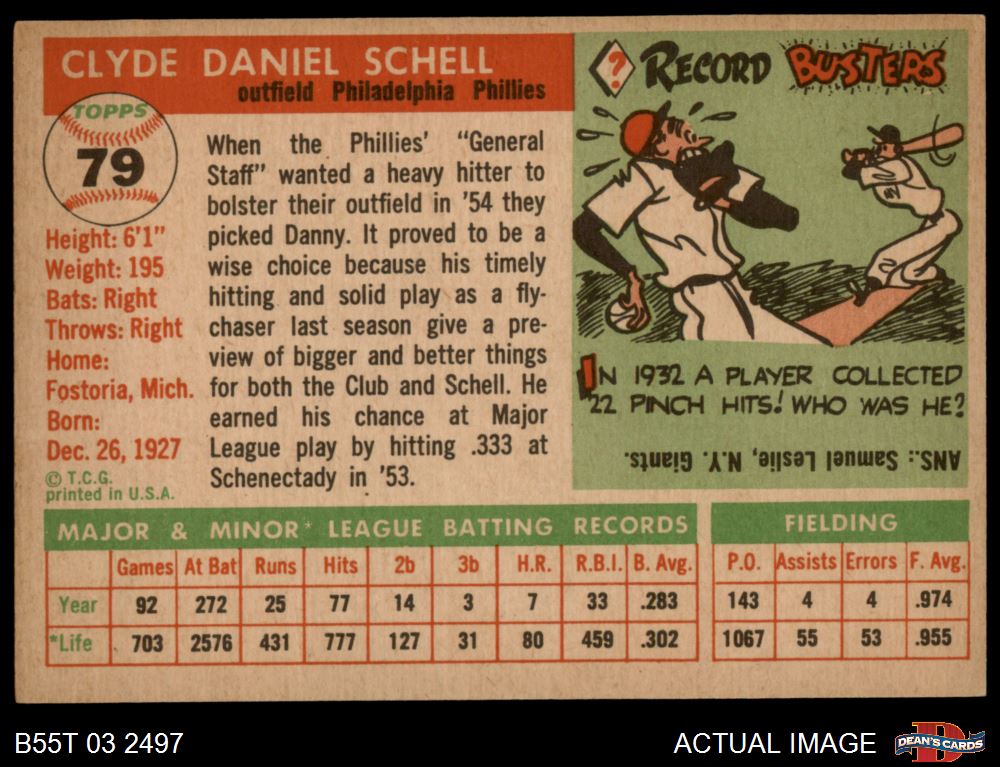 CLYDE DANIEL SCHELL
outfield Philadelphia Phillies
TOPPS
79
Height: 6'1"
Weight: 195
Bats: Right
Throws: Right
Home:
Fostoria, Mich.
Born:
Dec. 26, 1927
© T.C.G.
printed in U.S.A.
When the Phillies' "General
Staff" wanted a heavy hitter to
bolster their outfield in '54 they
picked Danny. It proved to be a
wise choice because his timely
hitting and solid play as a fly-
chaser last season give a pre-
view of bigger and better things
for both the Club and Schell. He
earned his chance at Major
League play by hitting .333 at
Schenectady in '53.
? RECORD BUSTERS
IN 1932 A PLAYER COLLECTED
22 PINCH HITS! WHO WAS HE?
ANS.: Samuel Leslie, N.Y. Giants.
MAJOR & MINOR* LEAGUE BATTING RECORDS
Games At Bat Runs Hits 2b 3b H.R. R.B.I. B. Avg.
Year 92 272 25 77 14 3 7 33 .283
*Life 703 2576 431 777 127 31 80 459 .302
FIELDING
P.O. Assists Errors F. Avg.
143 4 4 .974
1067 55 53 .955
B55T 03 2497
ACTUAL IMAGE
D
DEAN'S CARDS